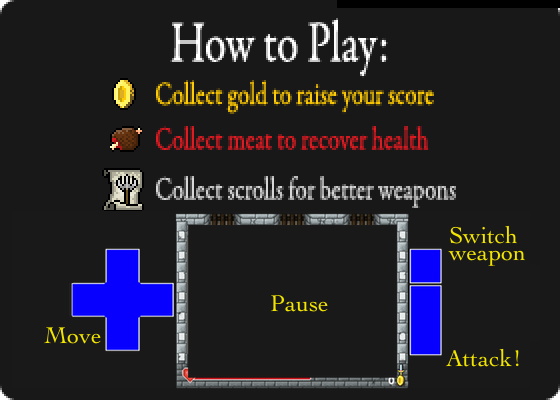 How to Play:
Collect gold to raise your score
Collect meat to recover health
Collect scrolls for better weapons
Switch
weapon
Pause
Move
Attack!
0